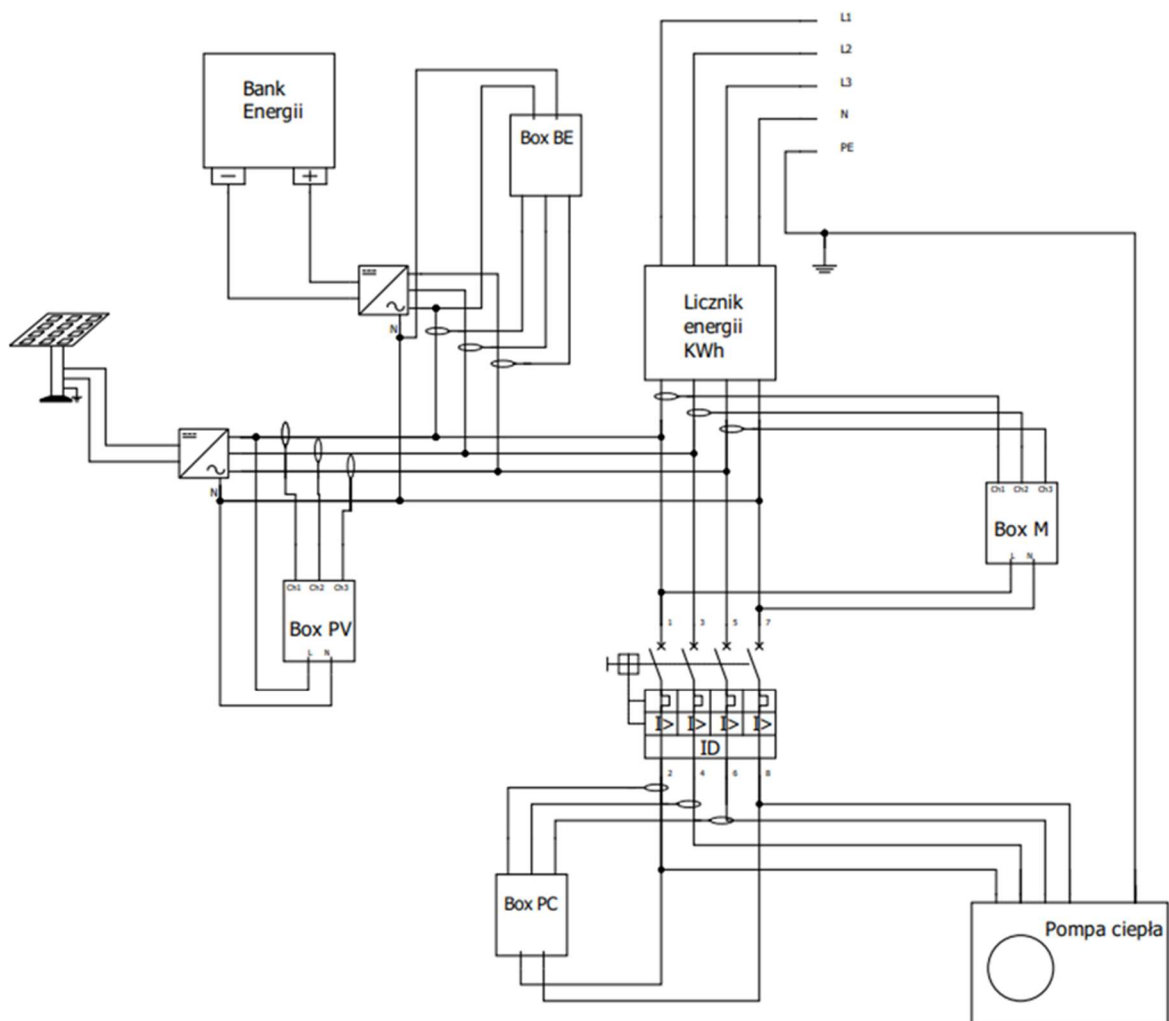 L1
L2
L3
N
PE
Bank
Energii
Box BE
Licznik
energii
KWh
N
N
Ch1 Ch2 Ch3
Box M
L N
Ch1 Ch2 Ch3
Box PV
L N
1 3 5 7
I> I> I> I>
ID
2 4 6 8
Box PC
Pompa ciepła